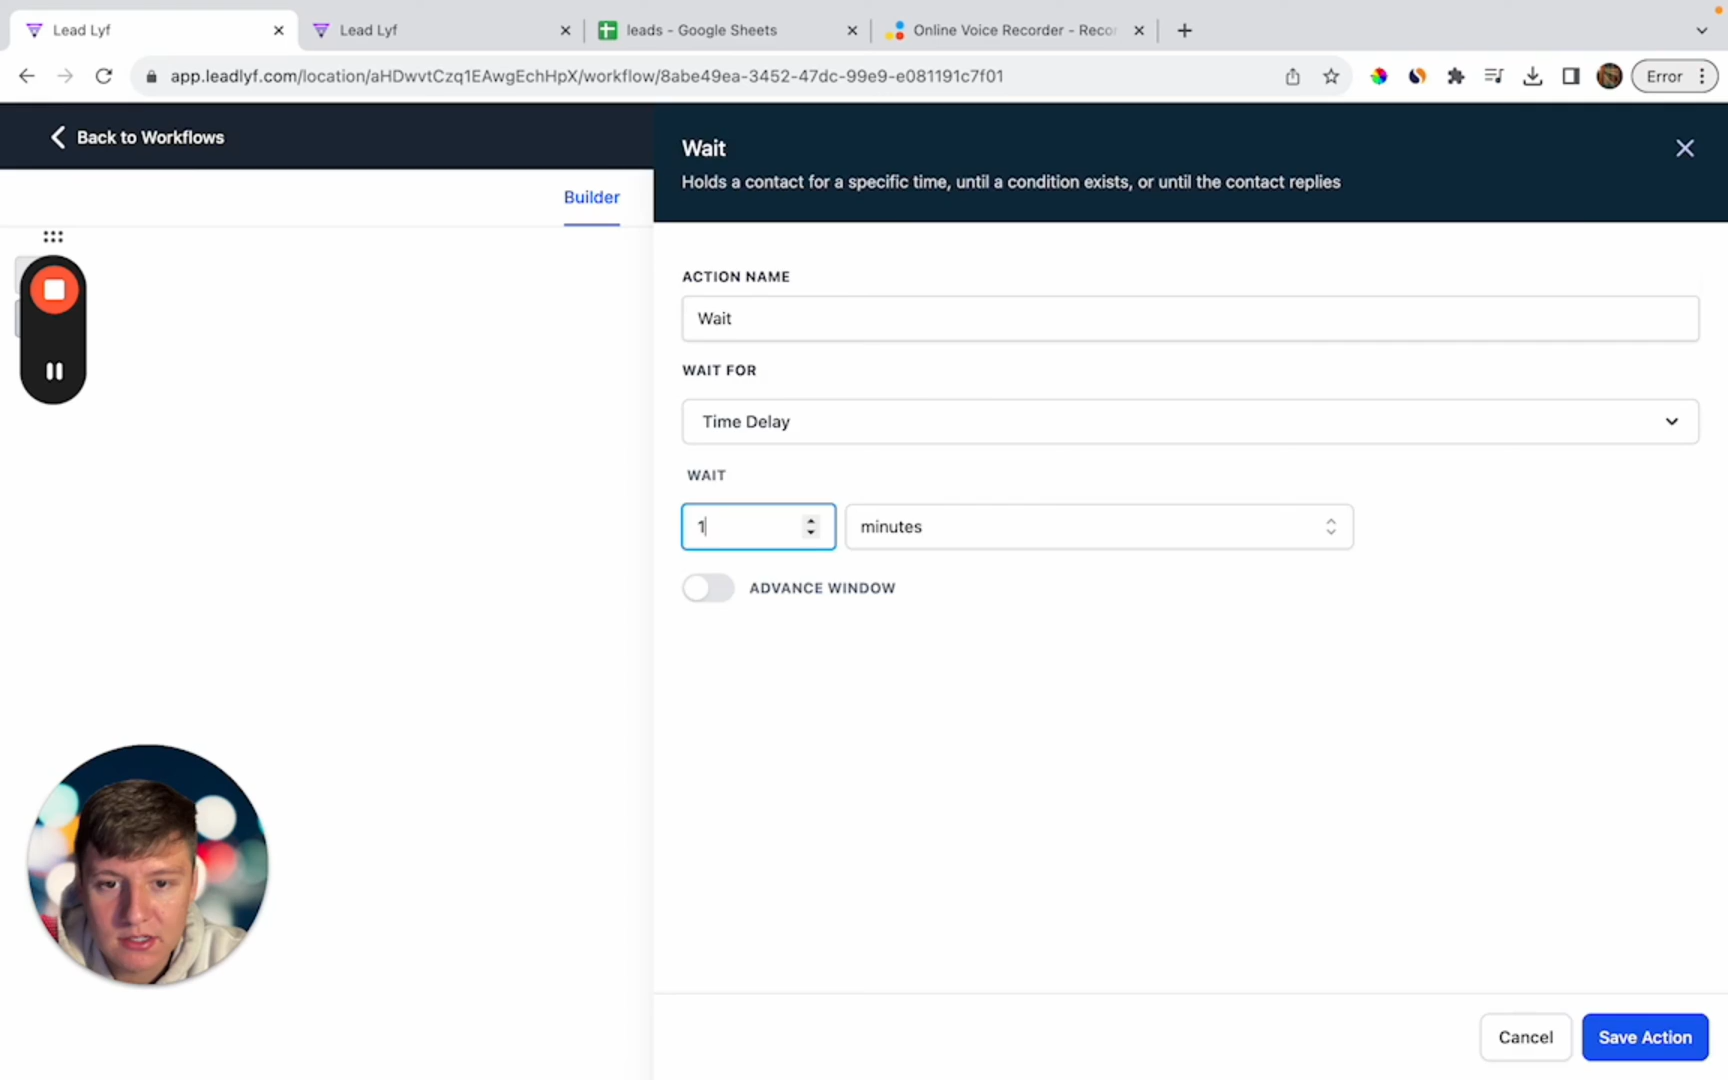 Lead Lyf
Lead Lyf
leads - Google Sheets
Online Voice Recorder - Recor
app.leadlyf.com/location/aHDwvtCzq1EAwgEchHpX/workflow/8abe49ea-3452-47dc-99e9-e081191c7f01
Error
Back to Workflows
Builder
Wait
Holds a contact for a specific time, until a condition exists, or until the contact replies
ACTION NAME
Wait
WAIT FOR
Time Delay
WAIT
1
minutes
ADVANCE WINDOW
Cancel
Save Action